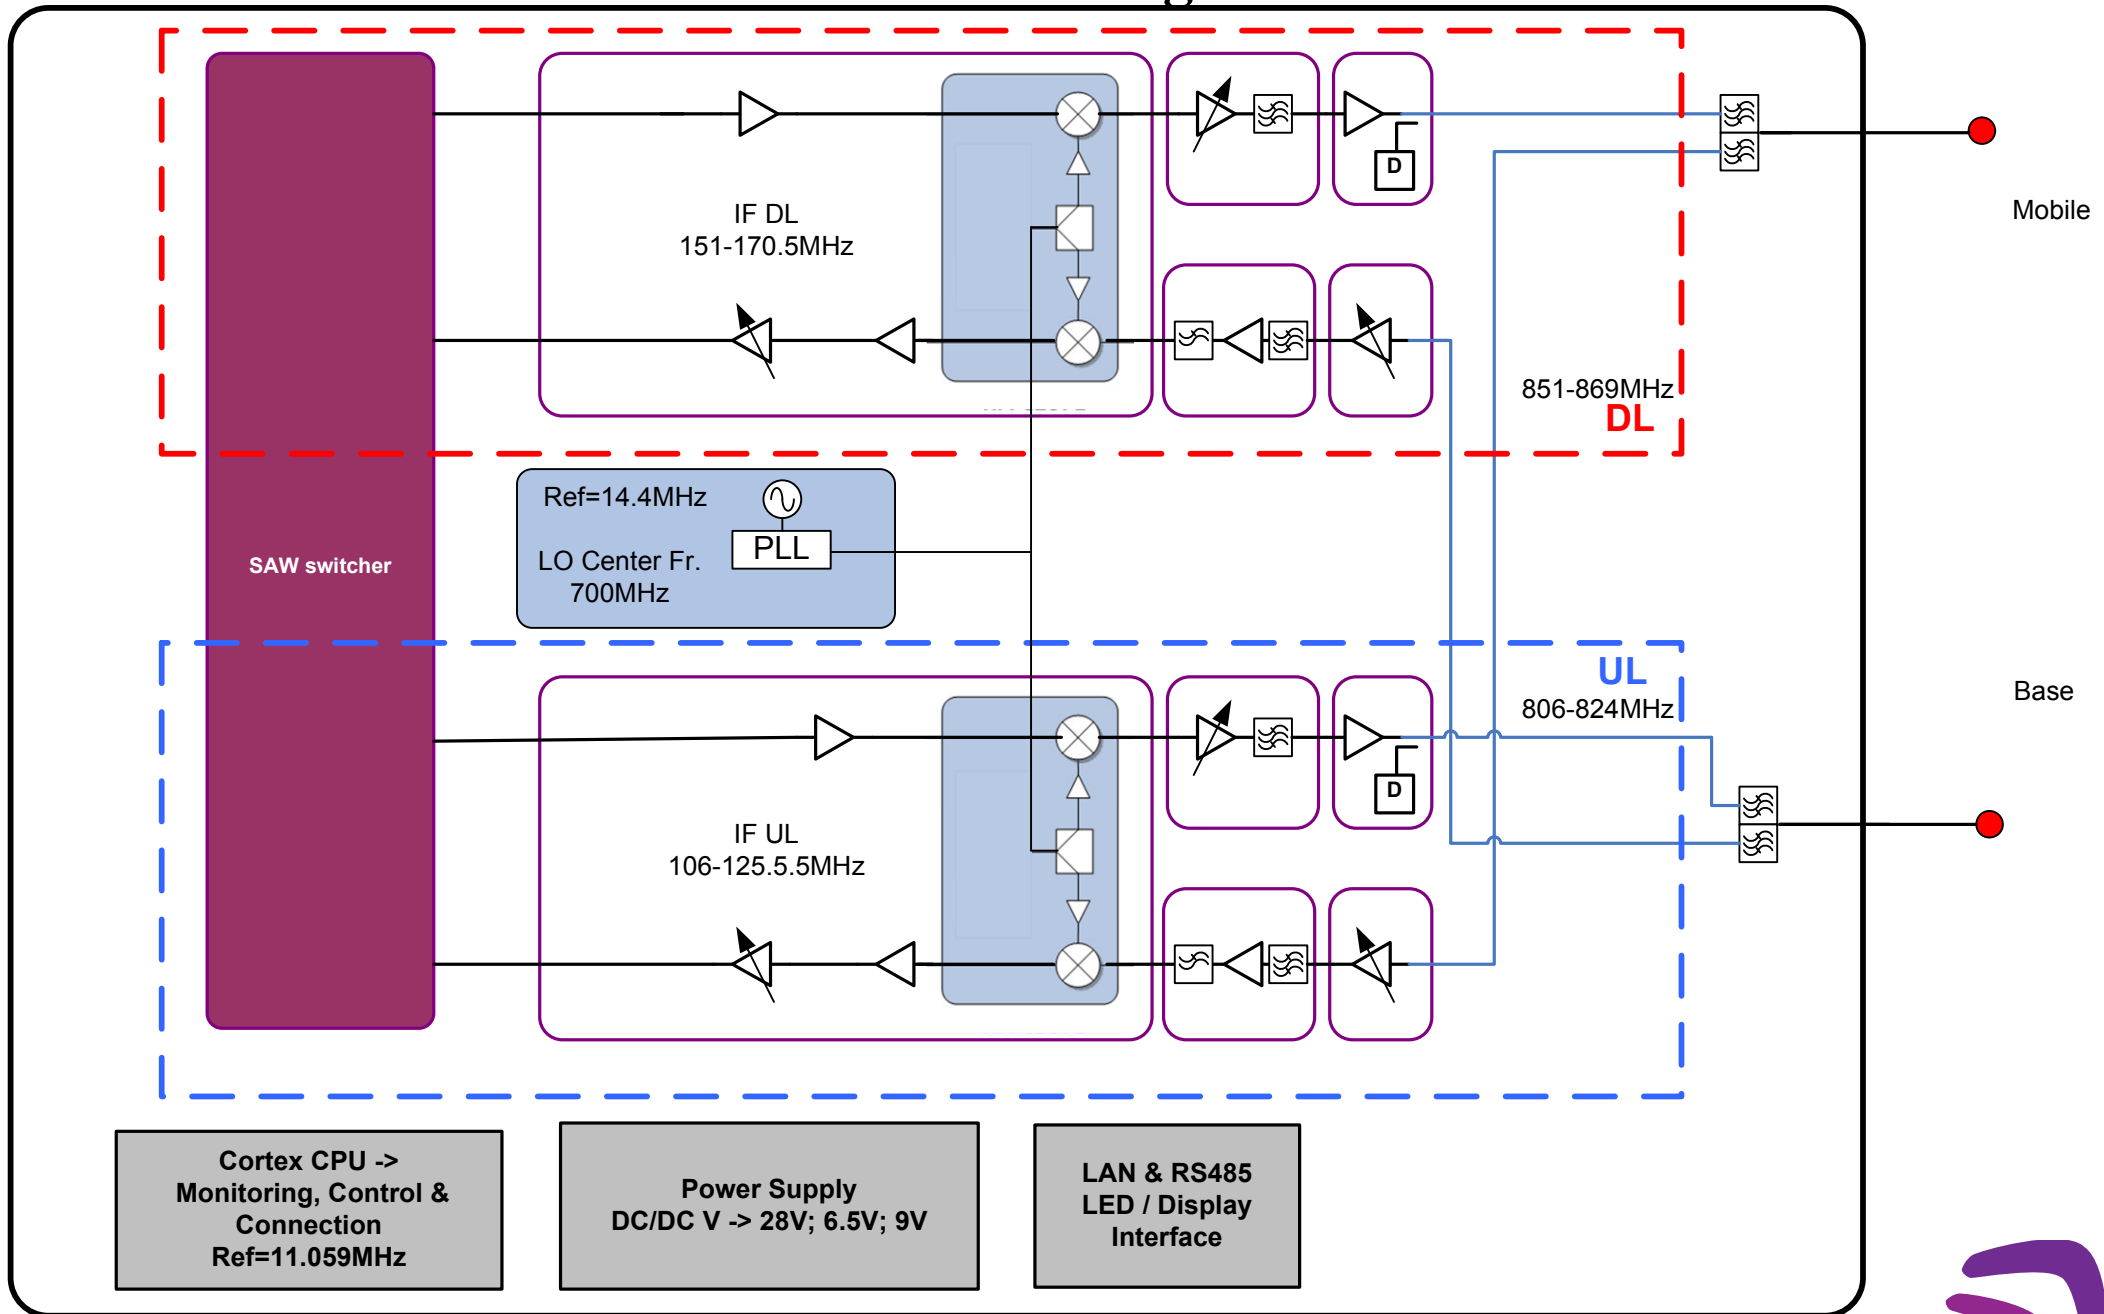 D
IF DL
151-170.5MHz
Mobile
851-869MHz
DL
Ref=14.4MHz
PLL
LO Center Fr.
700MHz
SAW switcher
UL
806-824MHz
Base
D
IF UL
106-125.5.5MHz
Cortex CPU ->
Monitoring, Control &
Connection
Ref=11.059MHz
Power Supply
DC/DC V -> 28V; 6.5V; 9V
LAN & RS485
LED / Display
Interface